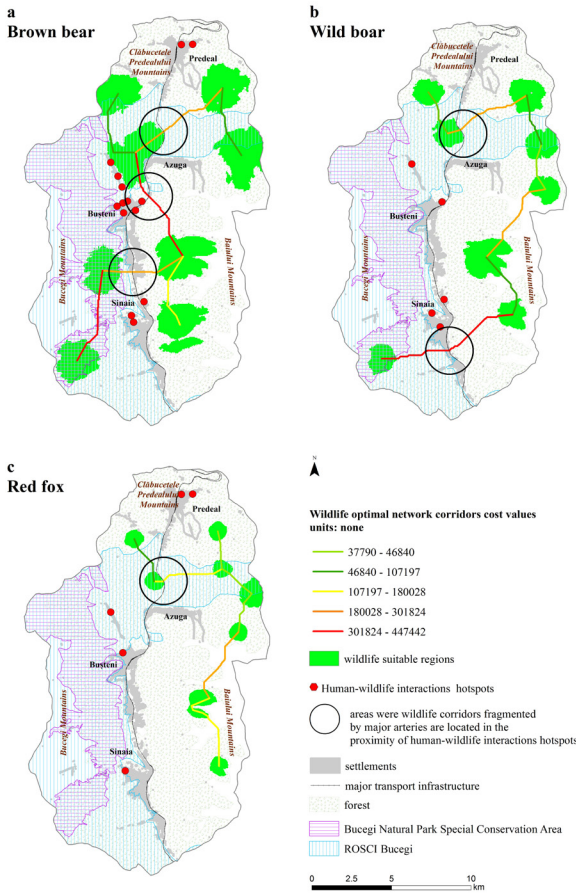 a
Brown bear
Clăbucetele
Predealului
Mountains
Predeal
Azuga
Bușteni
Bucegi Mountains
Baiului Mountains
Sinaia
b
Wild boar
Clăbucetele
Predealului
Mountains
Predeal
Azuga
Bușteni
Bucegi Mountains
Baiului Mountains
Sinaia
c
Red fox
Clăbucetele
Predealului
Mountains
Predeal
Azuga
Bușteni
Bucegi Mountains
Baiului Mountains
Sinaia
N
Wildlife optimal network corridors cost values
units: none
37790 - 46840
46840 - 107197
107197 - 180028
180028 - 301824
301824 - 447442
wildlife suitable regions
Human-wildlife interactions hotspots
areas were wildlife corridors fragmented
by major arteries are located in the
proximity of human-wildlife interactions hotspots
settlements
major transport infrastructure
forest
Bucegi Natural Park Special Conservation Area
ROSCI Bucegi
0 2.5 5 10
km